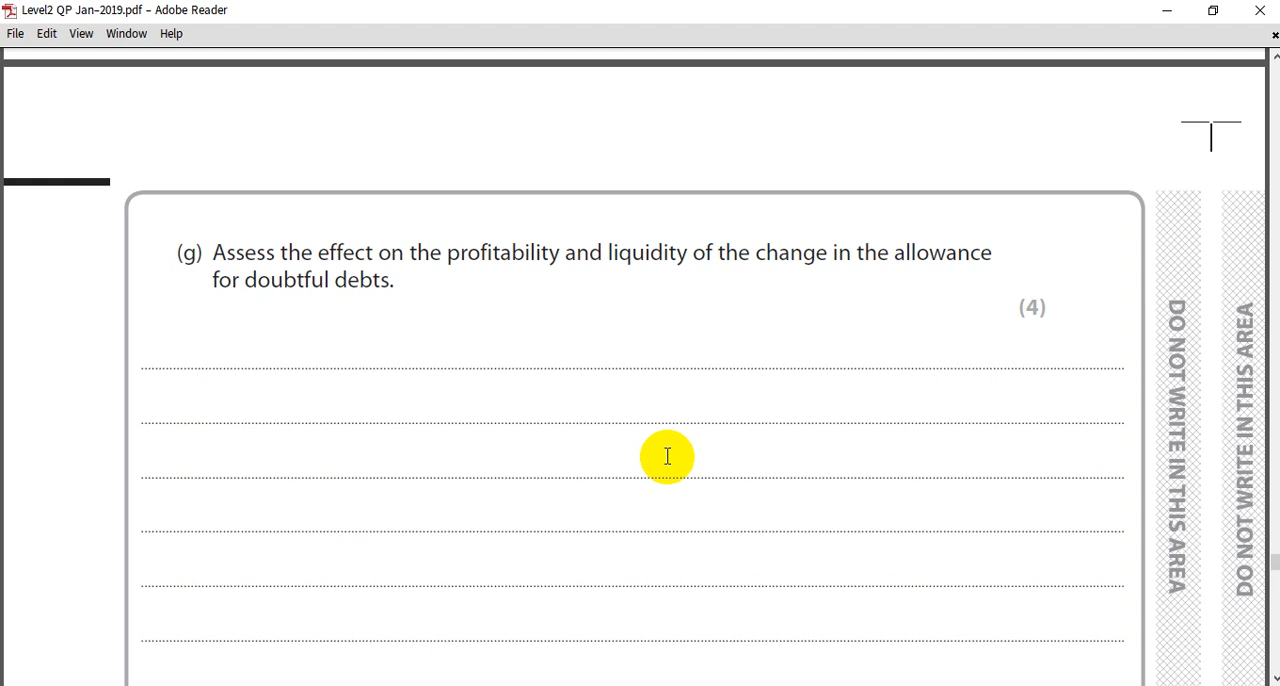 Level2 QP Jan-2019.pdf - Adobe Reader
File Edit View Window Help
(g) Assess the effect on the profitability and liquidity of the change in the allowance
for doubtful debts.
(4)
DO NOT WRITE IN THIS AREA
DO NOT WRITE IN THIS AREA